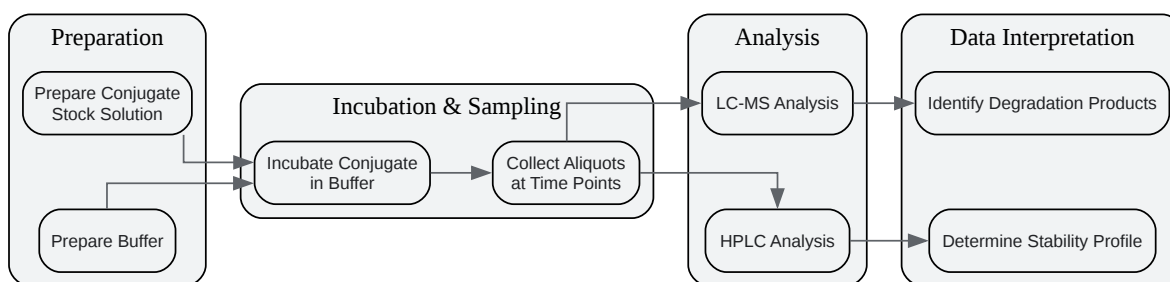 Preparation
Prepare Conjugate
Stock Solution
Prepare Buffer
Incubation & Sampling
Incubate Conjugate
in Buffer
Collect Aliquots
at Time Points
Analysis
LC-MS Analysis
HPLC Analysis
Data Interpretation
Identify Degradation Products
Determine Stability Profile